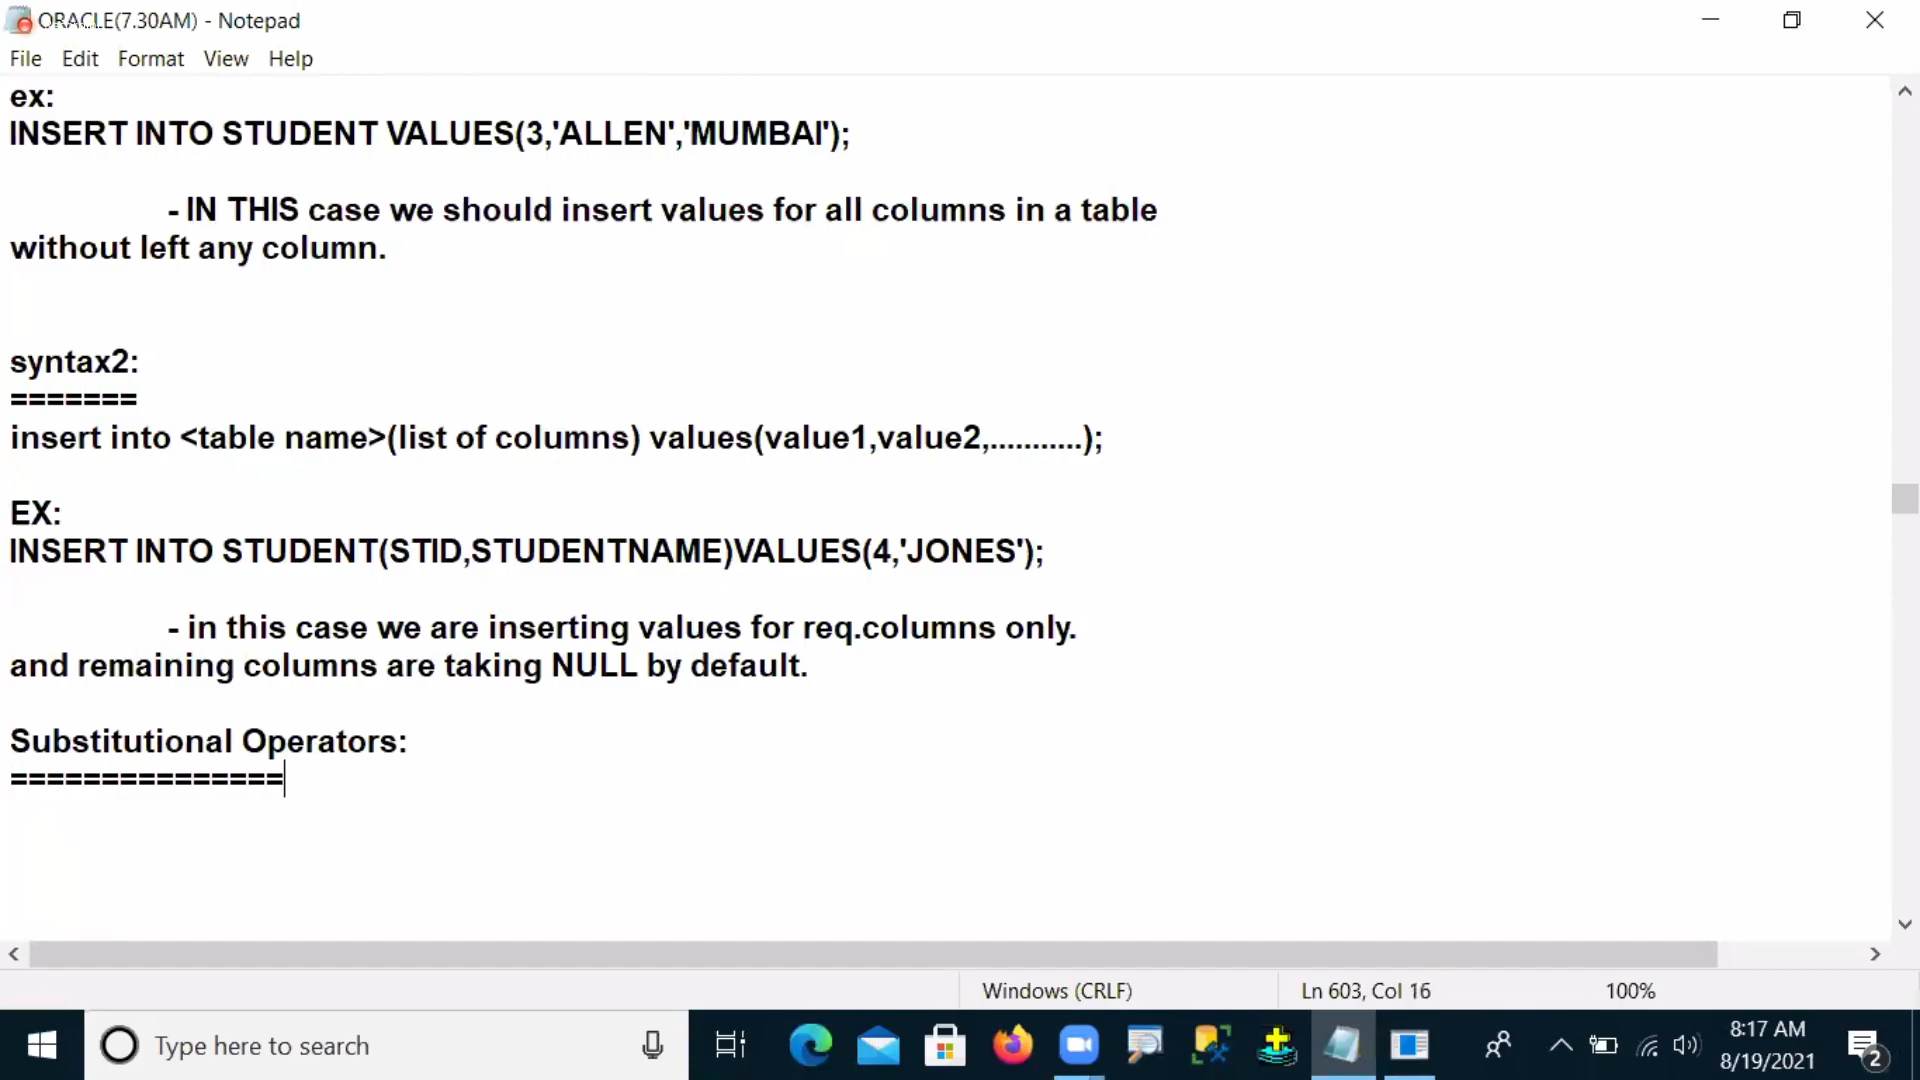 ORACLE(7.30AM) - Notepad
File Edit Format View Help
ex:
INSERT INTO STUDENT VALUES(3,'ALLEN','MUMBAI');
- IN THIS case we should insert values for all columns in a table
without left any column.
syntax2:
=======
insert into <table name>(list of columns) values(value1,value2,...........);
EX:
INSERT INTO STUDENT(STID,STUDENTNAME)VALUES(4,'JONES');
- in this case we are inserting values for req.columns only.
and remaining columns are taking NULL by default.
Substitutional Operators:
===============
Windows (CRLF) Ln 603, Col 16 100%
Type here to search
8:17 AM
8/19/2021
2